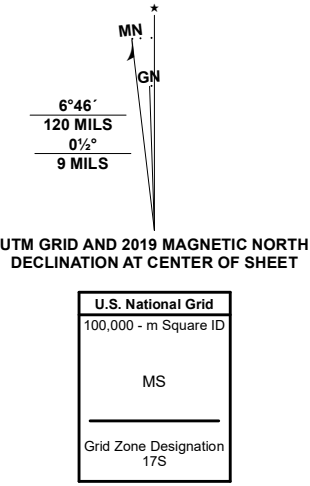 MN
GN
6°46´
120 MILS
0½°
9 MILS
UTM GRID AND 2019 MAGNETIC NORTH
DECLINATION AT CENTER OF SHEET
U.S. National Grid
100,000 - m Square ID
MS
Grid Zone Designation
17S